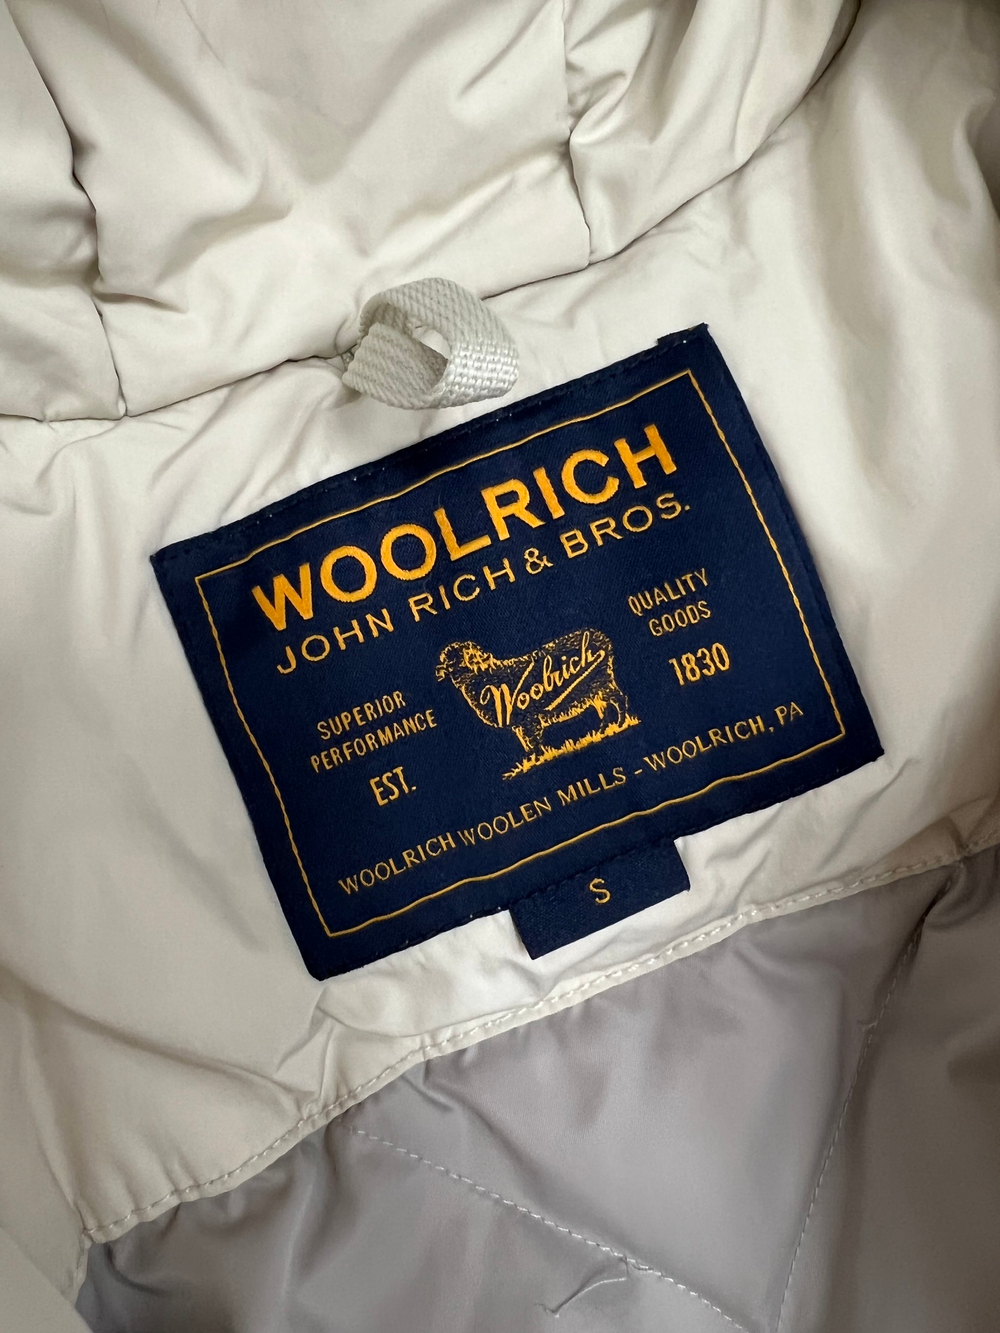 WOOLRICH
JOHN RICH & BROS.
SUPERIOR
PERFORMANCE
EST.
Woolrich
QUALITY
GOODS
1830
WOOLRICH WOOLEN MILLS - WOOLRICH, PA
S